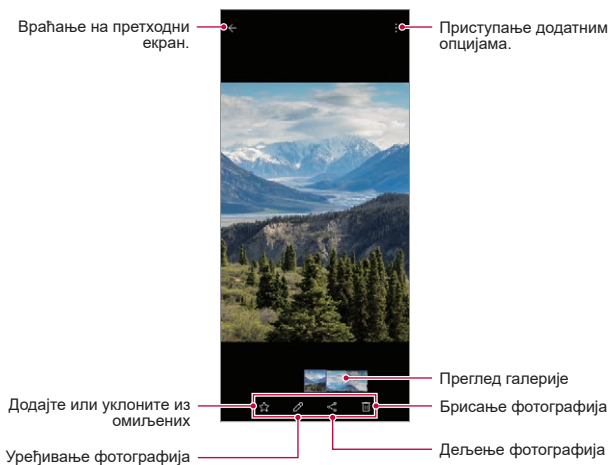 Враћање на претходни
екран.
Приступање додатним
опцијама.
Преглед галерије
Додајте или уклоните из
омиљених
Брисање фотографија
Уређивање фотографија
Дељење фотографија